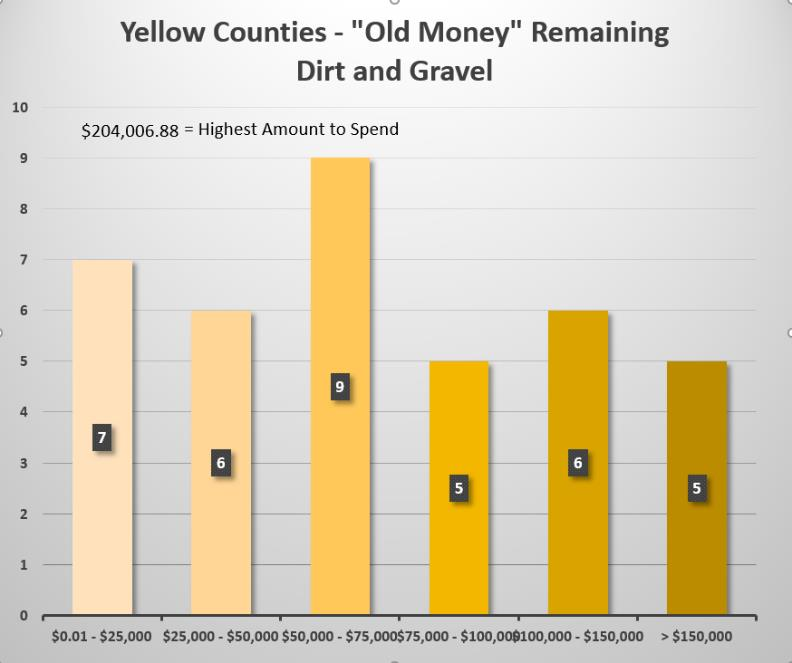 Yellow Counties - "Old Money" Remaining
Dirt and Gravel
10
$204,006.88 = Highest Amount to Spend
9
8
7
6
5
4
3
2
1
0
7
6
9
5
6
5
$0.01 - $25,000
$25,000 - $50,000
$50,000 - $75,000
$75,000 - $100,000
$100,000 - $150,000
> $150,000